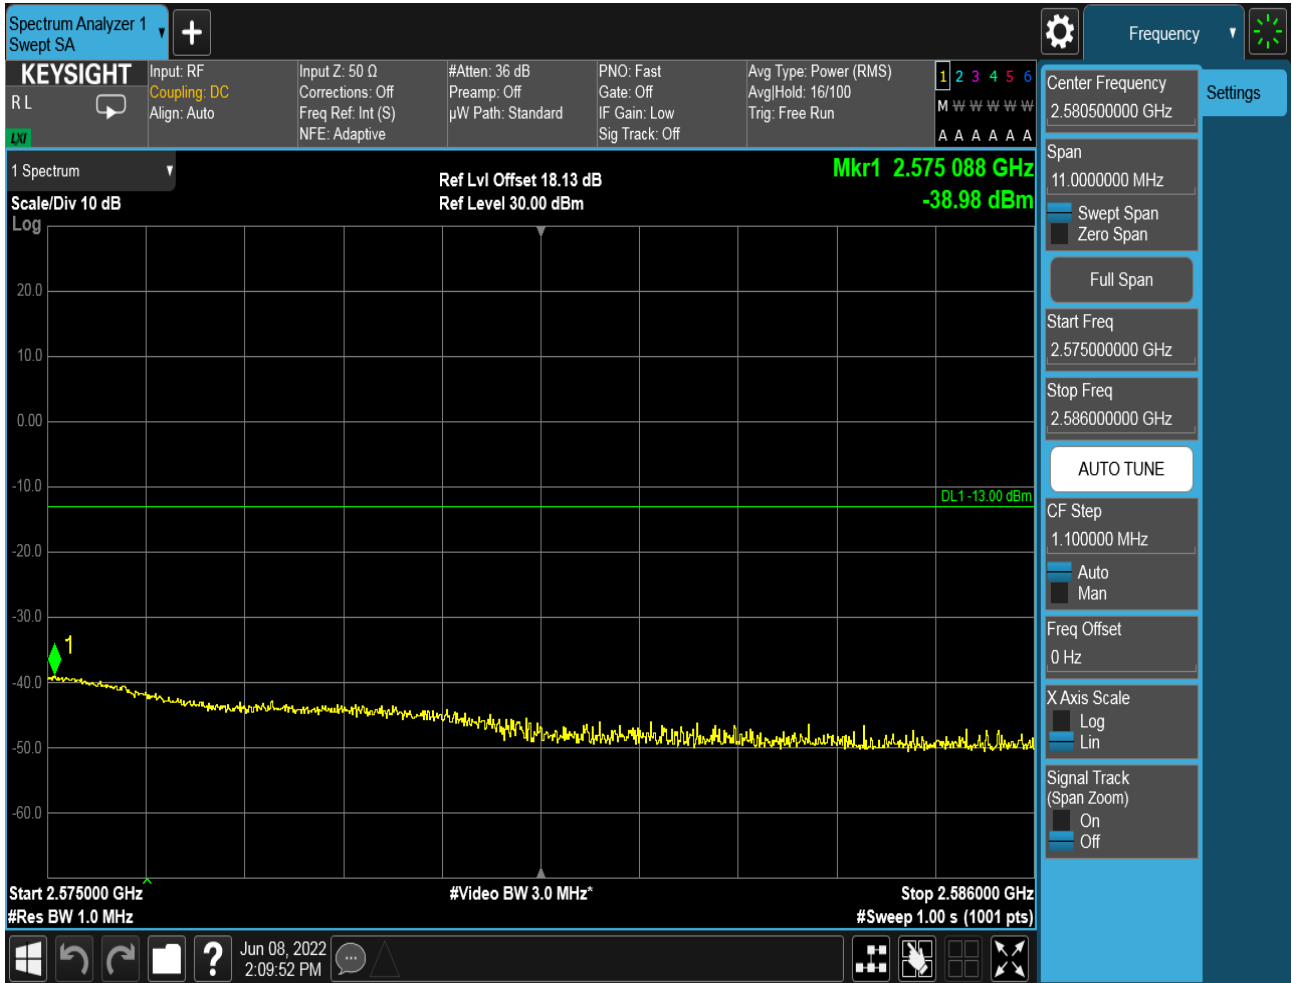 Spectrum Analyzer 1
Swept SA
Frequency
KEYSIGHT
R L
LXI
Input: RF
Coupling: DC
Align: Auto
Input Z: 50 Ω
Corrections: Off
Freq Ref: Int (S)
NFE: Adaptive
#Atten: 36 dB
Preamp: Off
µW Path: Standard
PNO: Fast
Gate: Off
IF Gain: Low
Sig Track: Off
Avg Type: Power (RMS)
Avg|Hold: 16/100
Trig: Free Run
1 2 3 4 5 6
M W W W W W
A A A A A A
1 Spectrum
Scale/Div 10 dB
Log
Ref Lvl Offset 18.13 dB
Ref Level 30.00 dBm
Mkr1 2.575 088 GHz
-38.98 dBm
20.0
10.0
0.00
-10.0
DL1 -13.00 dBm
-20.0
-30.0
1
-40.0
-50.0
-60.0
Start 2.575000 GHz
#Video BW 3.0 MHz*
Stop 2.586000 GHz
#Res BW 1.0 MHz
#Sweep 1.00 s (1001 pts)
Jun 08, 2022
2:09:52 PM
Center Frequency
2.580500000 GHz
Settings
Span
11.0000000 MHz
Swept Span
Zero Span
Full Span
Start Freq
2.575000000 GHz
Stop Freq
2.586000000 GHz
AUTO TUNE
CF Step
1.100000 MHz
Auto
Man
Freq Offset
0 Hz
X Axis Scale
Log
Lin
Signal Track
(Span Zoom)
On
Off